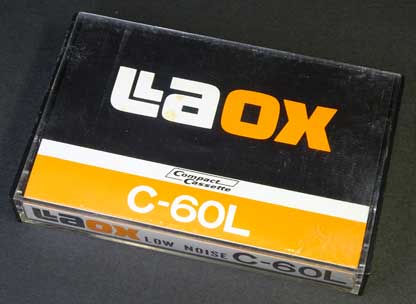 LAOX
Compact
Cassette
C-60L
LAOX LOW NOISE C-60L